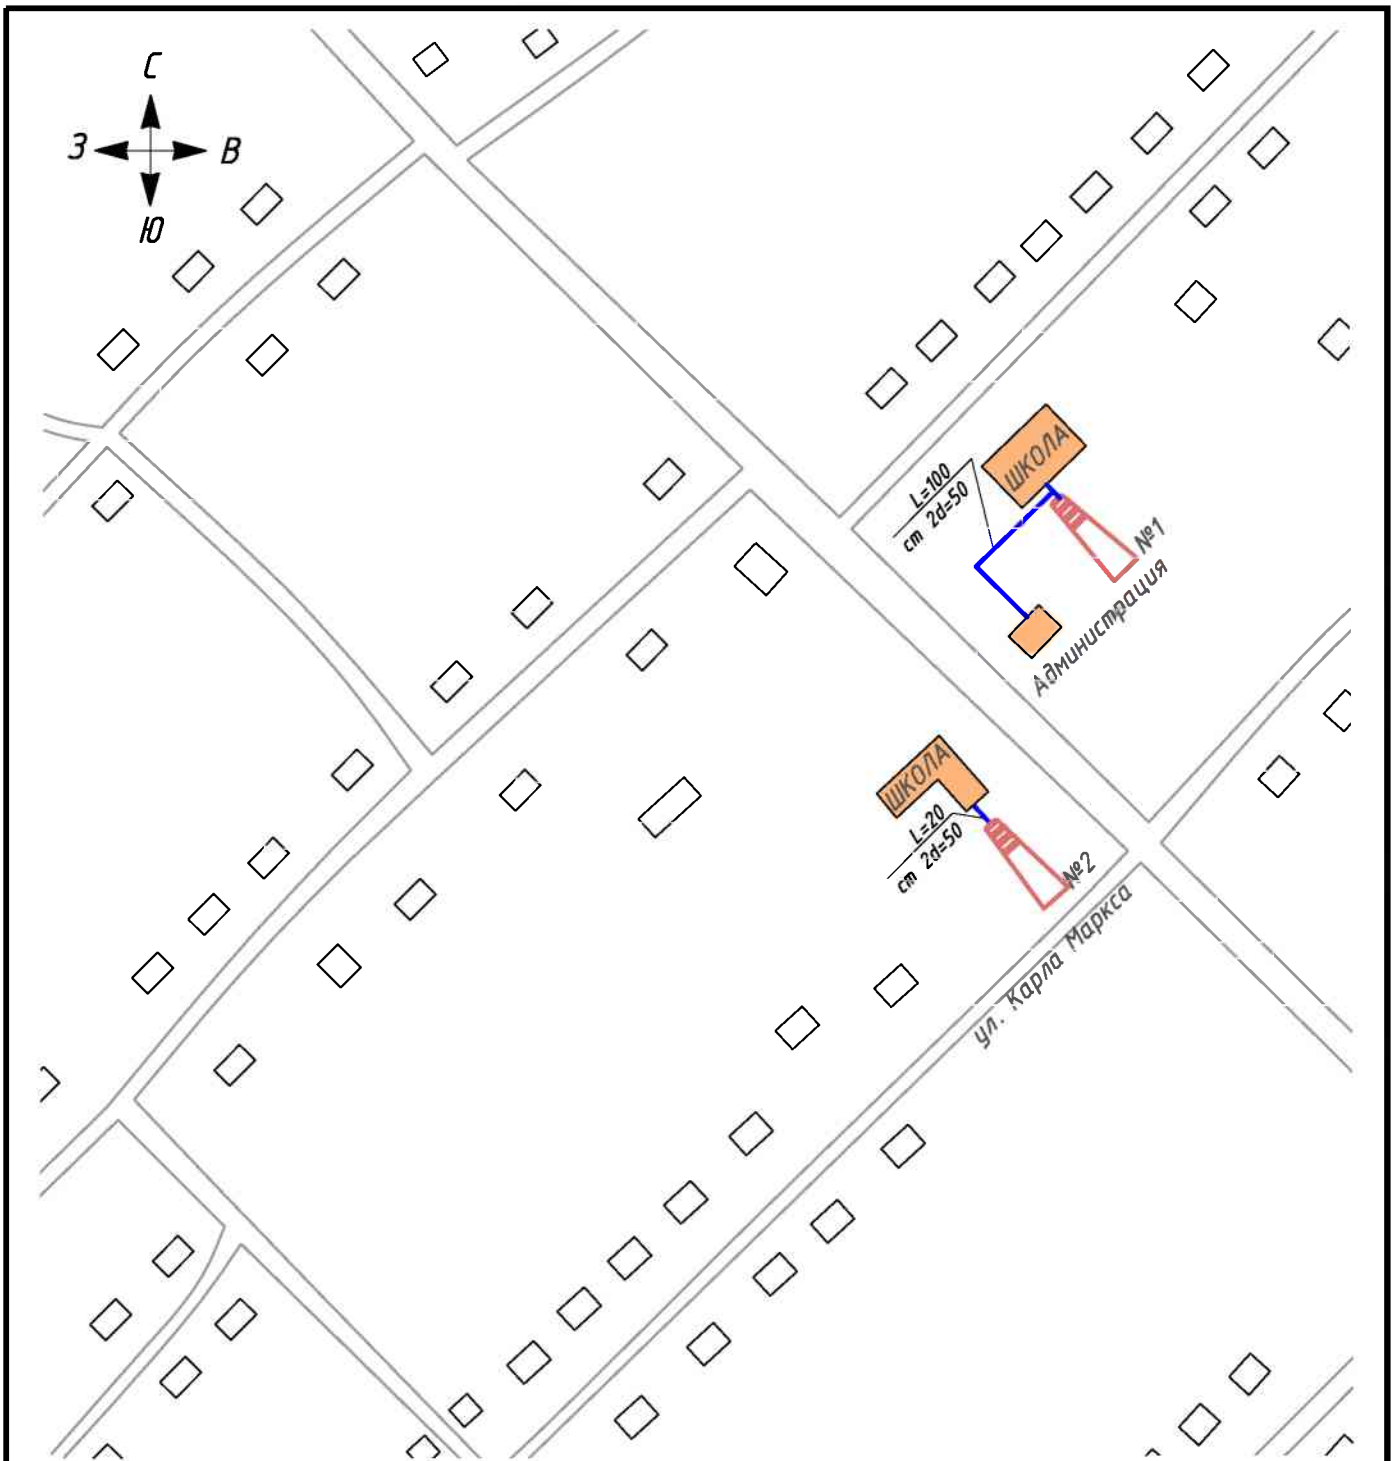 С
З
В
Ю
ШКОЛА
L=100
ст 2d=50
№1
Администрация
ШКОЛА
L=20
ст 2d=50
№2
ул. Карла Маркса